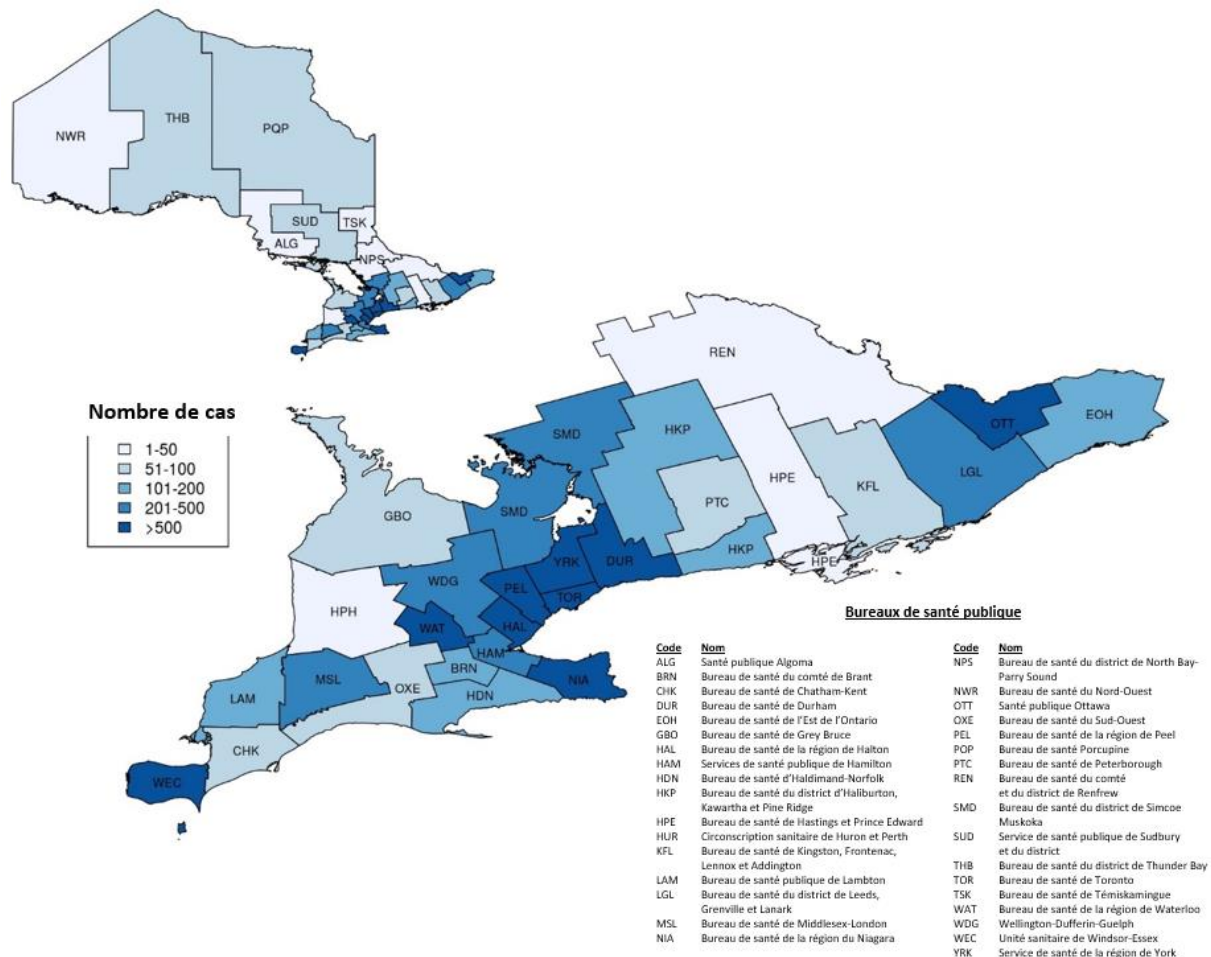 NWR
THB
PQP
SUD
TSK
ALG
NPS
Nombre de cas
1-50
51-100
101-200
201-500
>500
REN
SMD
HKP
OTT
EOH
HPE
LGL
KFL
PTC
GBO
SMD
HKP
YRK
DUR
HPE
WDG
PEL
TOR
HPH
WAT
HAL
HAM
BRN
MSL
OXE
NIA
LAM
HDN
CHK
WEC
Bureaux de santé publique
Code Nom
ALG Santé publique Algoma
BRN Bureau de santé du comté de Brant
CHK Bureau de santé de Chatham-Kent
DUR Bureau de santé de Durham
EOH Bureau de santé de l'Est de l'Ontario
GBO Bureau de santé de Grey Bruce
HAL Bureau de santé de la région de Halton
HAM Services de santé publique de Hamilton
HDN Bureau de santé d'Haldimand-Norfolk
HKP Bureau de santé du district d'Haliburton,
Kawartha et Pine Ridge
HPE Bureau de santé de Hastings et Prince Edward
HUR Circonscription sanitaire de Huron et Perth
KFL Bureau de santé de Kingston, Frontenac,
Lennox et Addington
LAM Bureau de santé publique de Lambton
LGL Bureau de santé du district de Leeds,
Grenville et Lanark
MSL Bureau de santé de Middlesex-London
NIA Bureau de santé de la région du Niagara
Code Nom
NPS Bureau de santé du district de North Bay-
Parry Sound
NWR Bureau de santé du Nord-Ouest
OTT Santé publique Ottawa
OXE Bureau de santé du Sud-Ouest
PEL Bureau de santé de la région de Peel
POP Bureau de santé Porcupine
PTC Bureau de santé de Peterborough
REN Bureau de santé du comté
et du district de Renfrew
SMD Bureau de santé du district de Simcoe
Muskoka
SUD Service de santé publique de Sudbury
et du district
THB Bureau de santé du district de Thunder Bay
TOR Bureau de santé de Toronto
TSK Bureau de santé de Témiskamingue
WAT Bureau de santé de la région de Waterloo
WDG Wellington-Dufferin-Guelph
WEC Unité sanitaire de Windsor-Essex
YRK Service de santé de la région de York